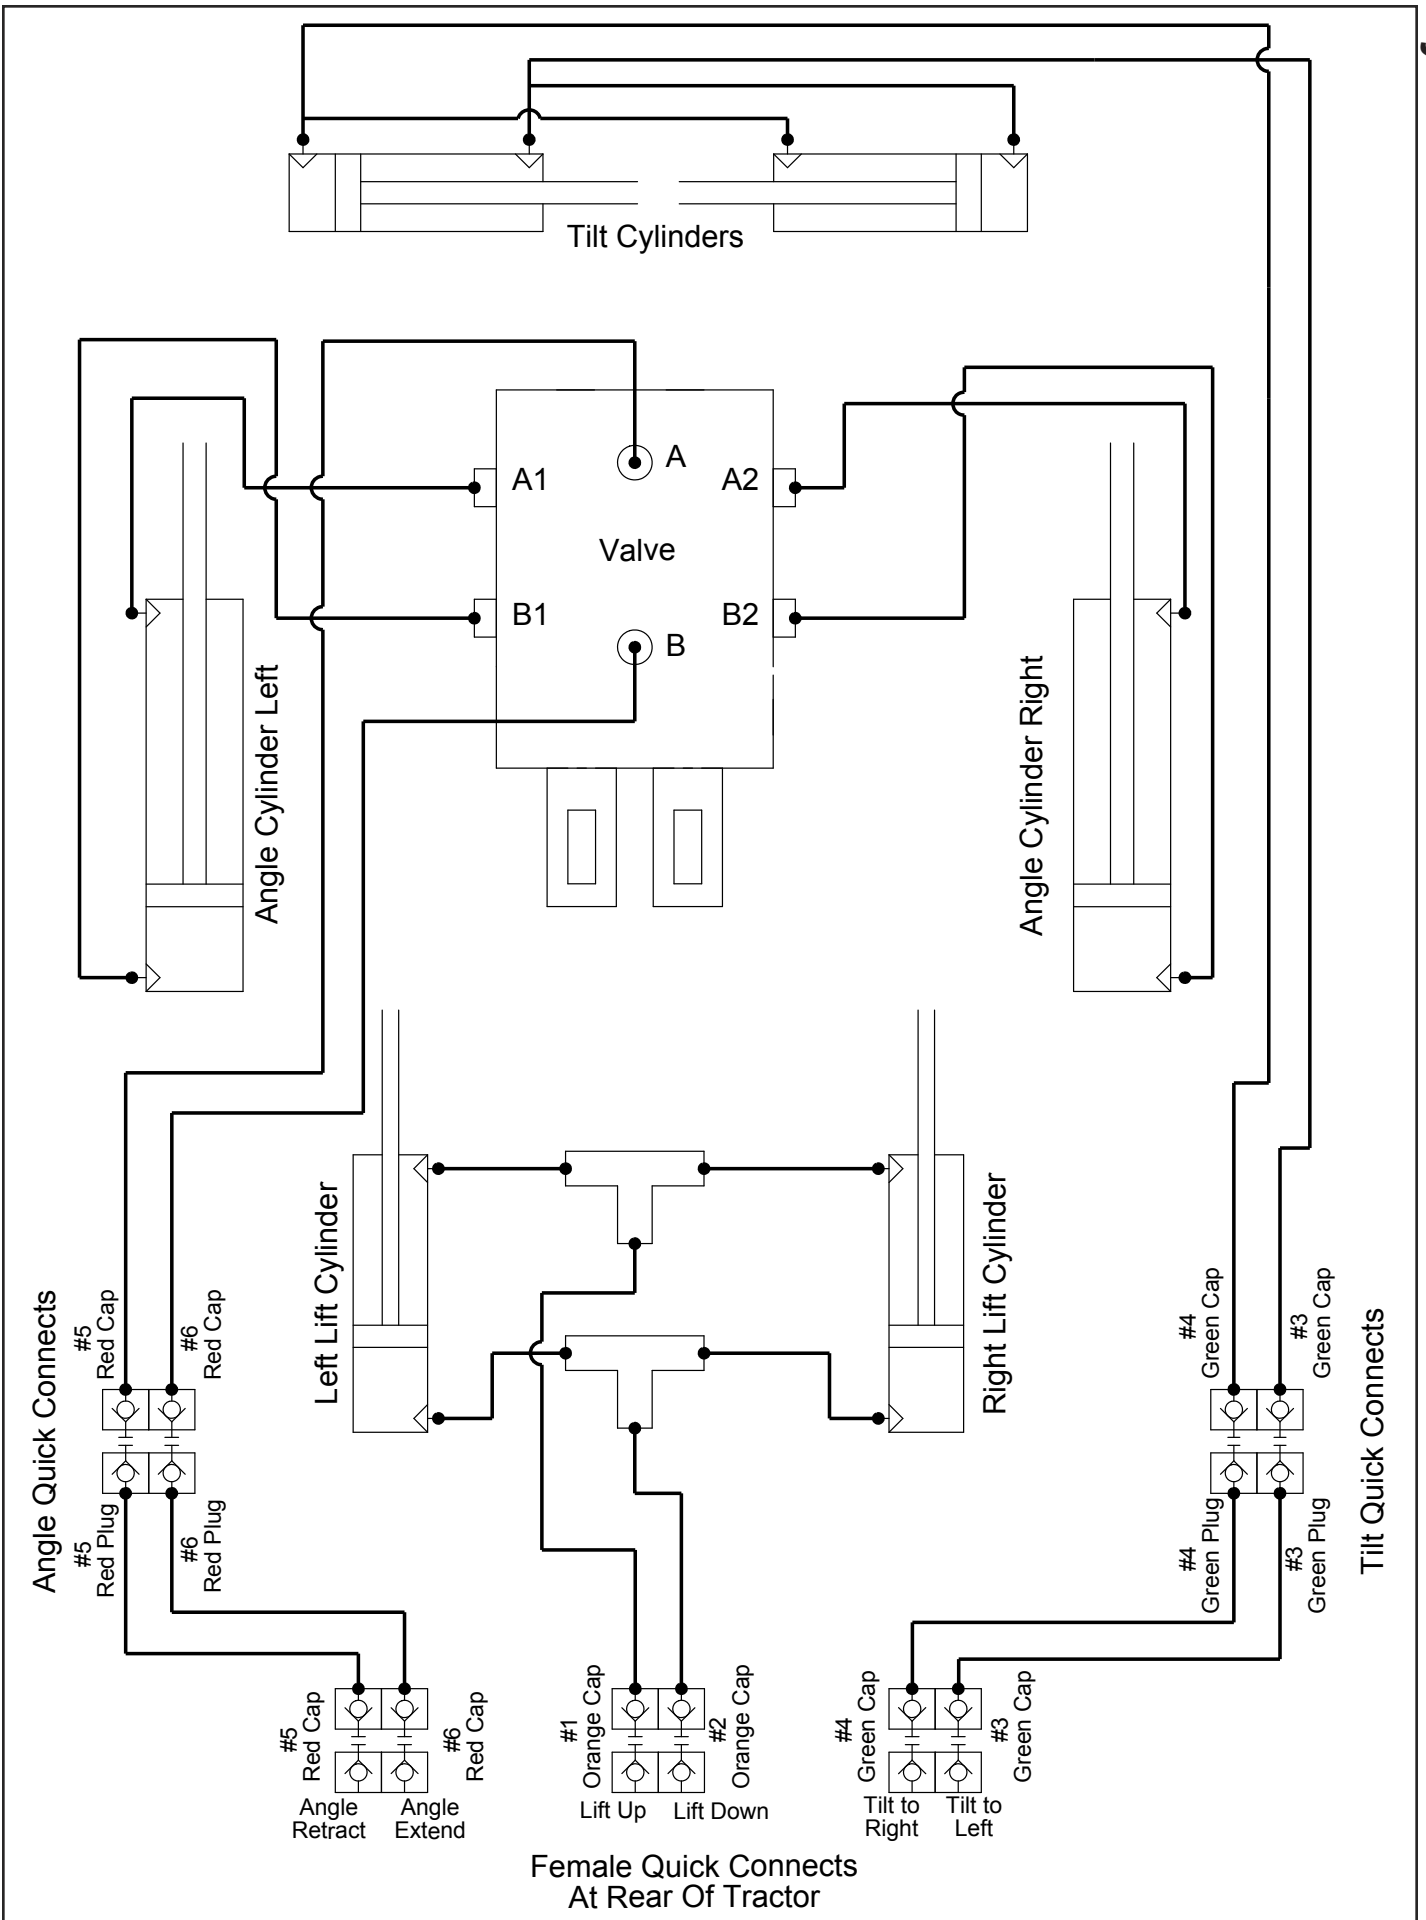 Tilt Cylinders
A
A1
A2
Valve
B1
B2
B
Angle Cylinder Left
Angle Cylinder Right
Left Lift Cylinder
Right Lift Cylinder
Angle Quick Connects
#5
Red Cap
#6
Red Cap
#5
Red Plug
#6
Red Plug
#4
Green Cap
#3
Green Cap
Tilt Quick Connects
#4
Green Plug
#3
Green Plug
#5
Red Cap
#6
Red Cap
#1
Orange Cap
#2
Orange Cap
#4
Green Cap
#3
Green Cap
Angle
Retract
Angle
Extend
Lift Up
Lift Down
Tilt to
Right
Tilt to
Left
Female Quick Connects
At Rear Of Tractor